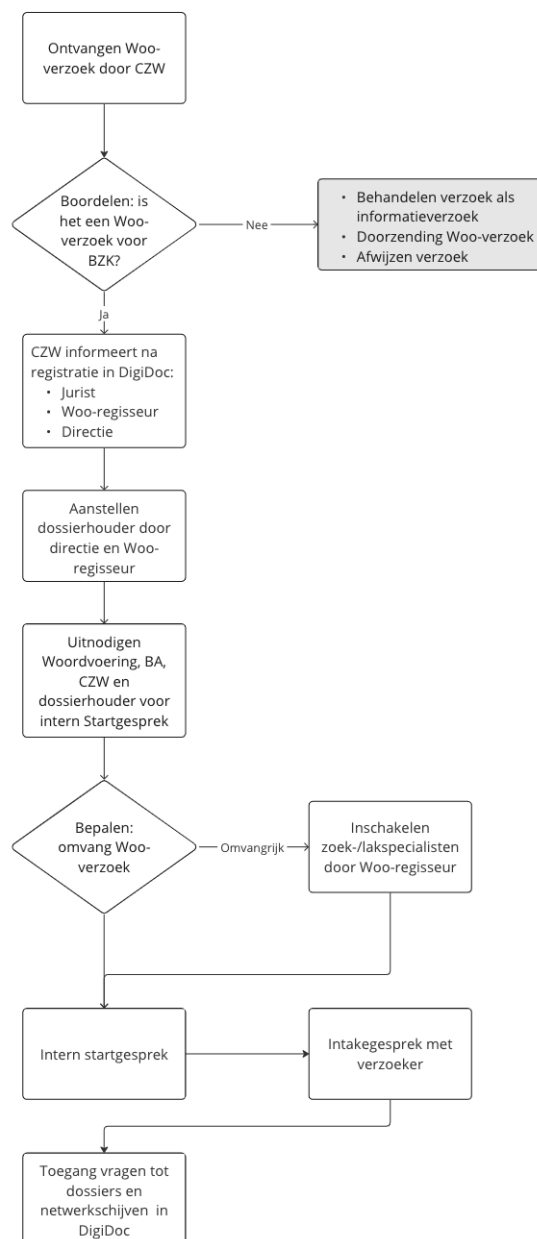 Ontvangen Woo-
verzoek door CZW
Boordelen: is
het een Woo-
verzoek voor
BZK?
Nee
• Behandelen verzoek als
informatieverzoek
• Doorzending Woo-verzoek
• Afwijzen verzoek
Ja
CZW informeert na
registratie in DigiDoc:
• Jurist
• Woo-regisseur
• Directie
Aanstellen
dossierhouder door
directie en Woo-
regisseur
Uitnodigen
Woordvoering, BA,
CZW en
dossierhouder voor
intern Startgesprek
Bepalen:
omvang Woo-
verzoek
Omvangrijk
Inschakelen
zoek-/lakspecialisten
door Woo-regisseur
Intern startgesprek
Intakegesprek met
verzoeker
Toegang vragen tot
dossiers en
netwerkschijven in
DigiDoc